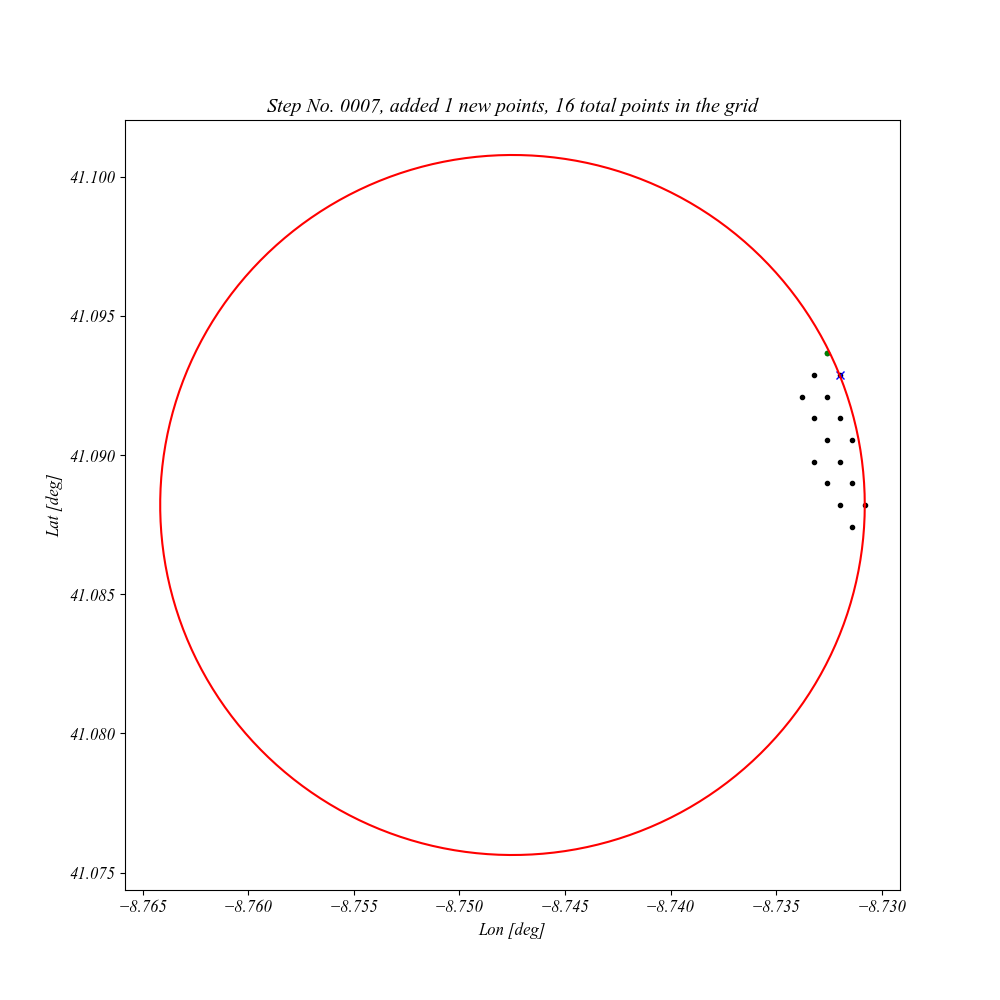 Step No. 0007, added 1 new points, 16 total points in the grid
41.100
41.095
41.090
41.085
41.080
41.075
Lat [deg]
−8.765 −8.760 −8.755 −8.750 −8.745 −8.740 −8.735 −8.730
Lon [deg]